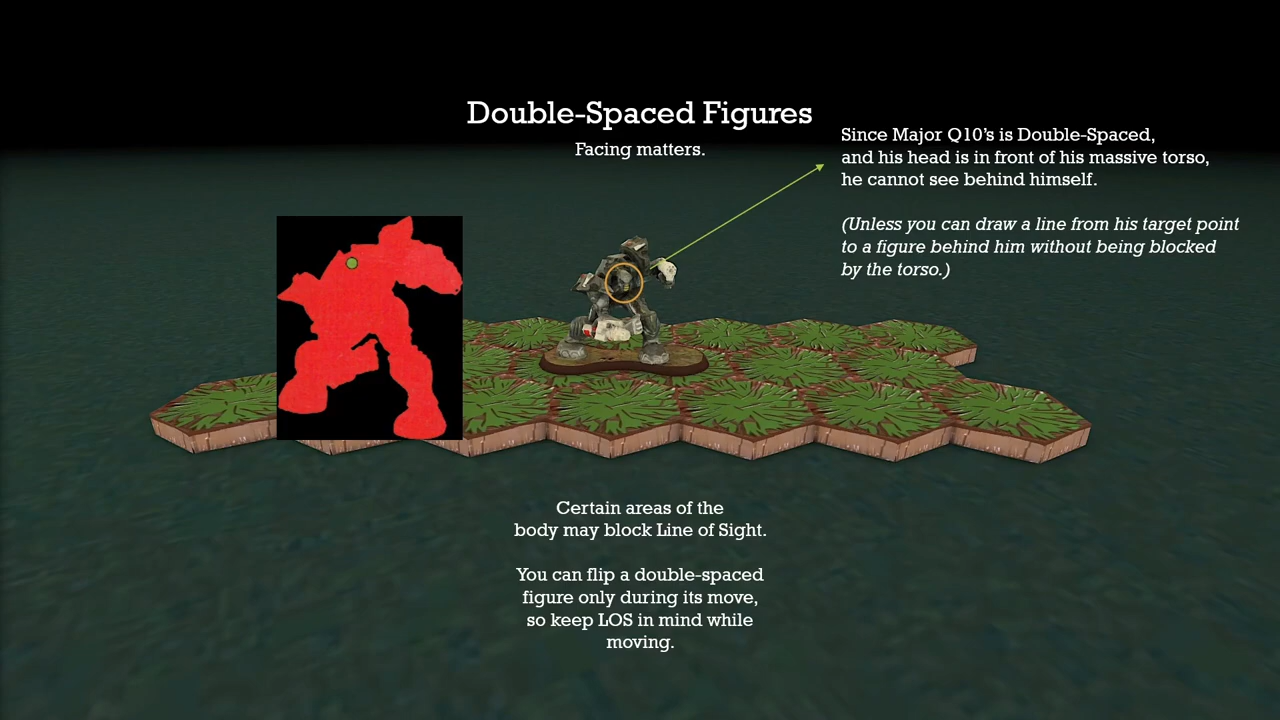 Double-Spaced Figures
Facing matters.
Since Major Q10's is Double-Spaced,
and his head is in front of his massive torso,
he cannot see behind himself.
(Unless you can draw a line from his target point
to a figure behind him without being blocked
by the torso.)
Certain areas of the
body may block Line of Sight.
You can flip a double-spaced
figure only during its move,
so keep LOS in mind while
moving.